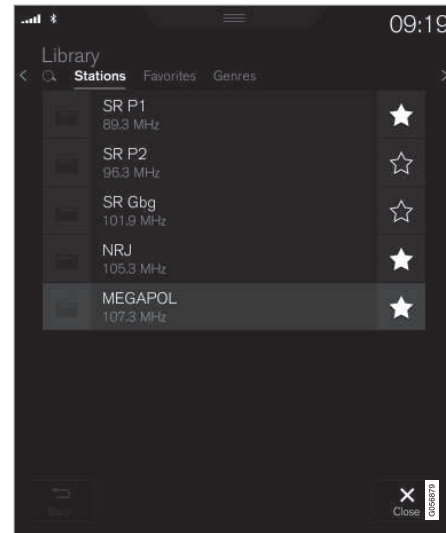 09:19
Library
Stations Favorites Genres
SR P1
89.3 MHz
SR P2
96.3 MHz
SR Gbg
101.9 MHz
NRJ
105.3 MHz
MEGAPOL
107.3 MHz
Back
Close
G056879